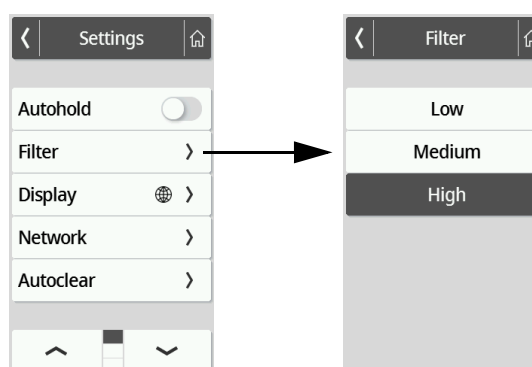 Settings
Autohold
Filter
Display
Network
Autoclear
Filter
Low
Medium
High